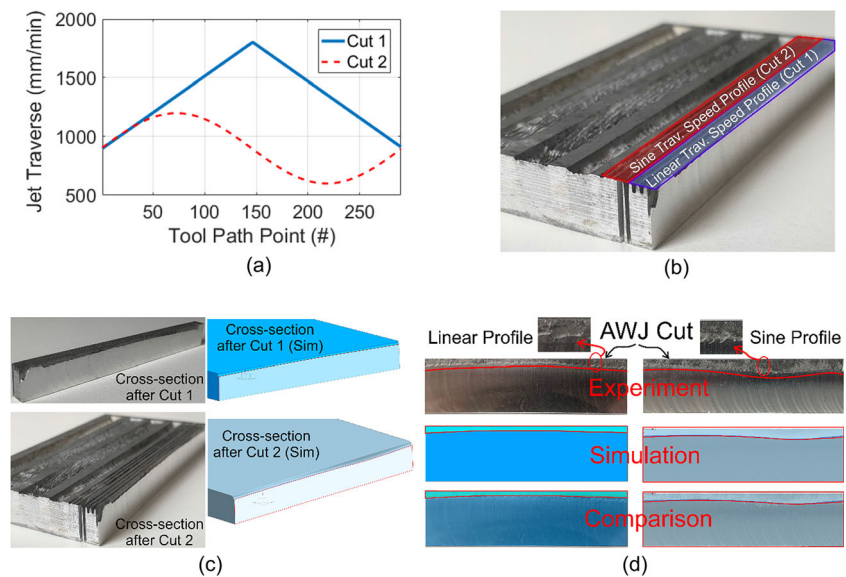 (a)
2000
1500
1000
500
Jet Traverse (mm/min)
Cut 1
Cut 2
50
100
150
200
250
Tool Path Point (#)
Sine Trav. Speed Profile (Cut 2)
Linear Trav. Speed Profile (Cut 1)
(b)
Cross-section
after Cut 1
Cross-section
after Cut 1 (Sim)
Cross-section
after Cut 2
Cross-section
after Cut 2 (Sim)
(c)
Linear Profile
AWJ Cut
Sine Profile
Experiment
Simulation
Comparison
(d)